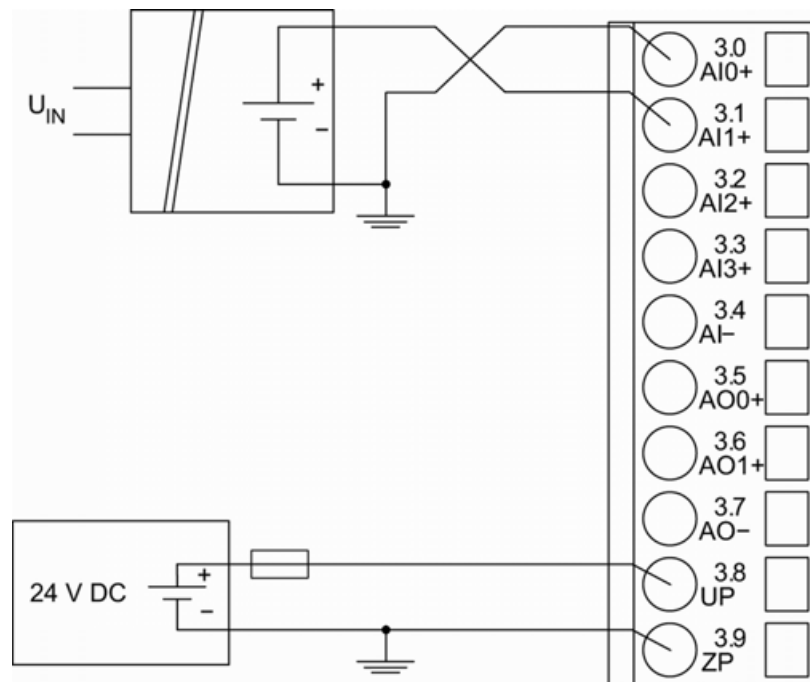 U_IN
+
−
3.0
AI0+
3.1
AI1+
3.2
AI2+
3.3
AI3+
3.4
AI−
3.5
AO0+
3.6
AO1+
3.7
AO−
24 V DC
+
−
3.8
UP
3.9
ZP